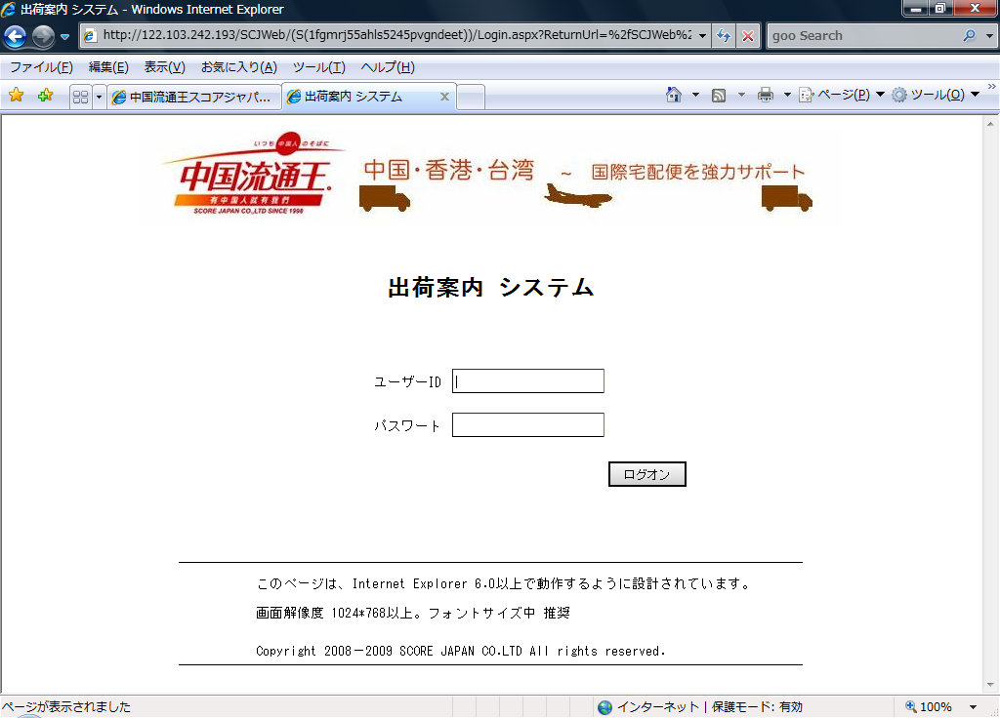 出荷案内 システム - Windows Internet Explorer
http://122.103.242.193/SCJWeb/(S(1fgmrj55ahls5245pvgndeet))/Login.aspx?ReturnUrl=%2fSCJWeb%2
goo Search
ファイル(F) 編集(E) 表示(V) お気に入り(A) ツール(T) ヘルプ(H)
中国流通王スコアジャパ... 出荷案内 システム ページ(P) ツール(O)
いつも中国人のそばに
中国流通王.
有中国人就有我們
SCORE JAPAN CO.,LTD SINCE 1998
中国・香港・台湾 ~ 国際宅配便を強力サポート
出荷案内 システム
ユーザーID
パスワート
ログオン
このページは、Internet Explorer 6.0以上で動作するように設計されています。
画面解像度 1024*768以上。フォントサイズ中 推奨
Copyright 2008－2009 SCORE JAPAN CO.LTD All rights reserved.
ページが表示されました インターネット | 保護モード: 有効 100%